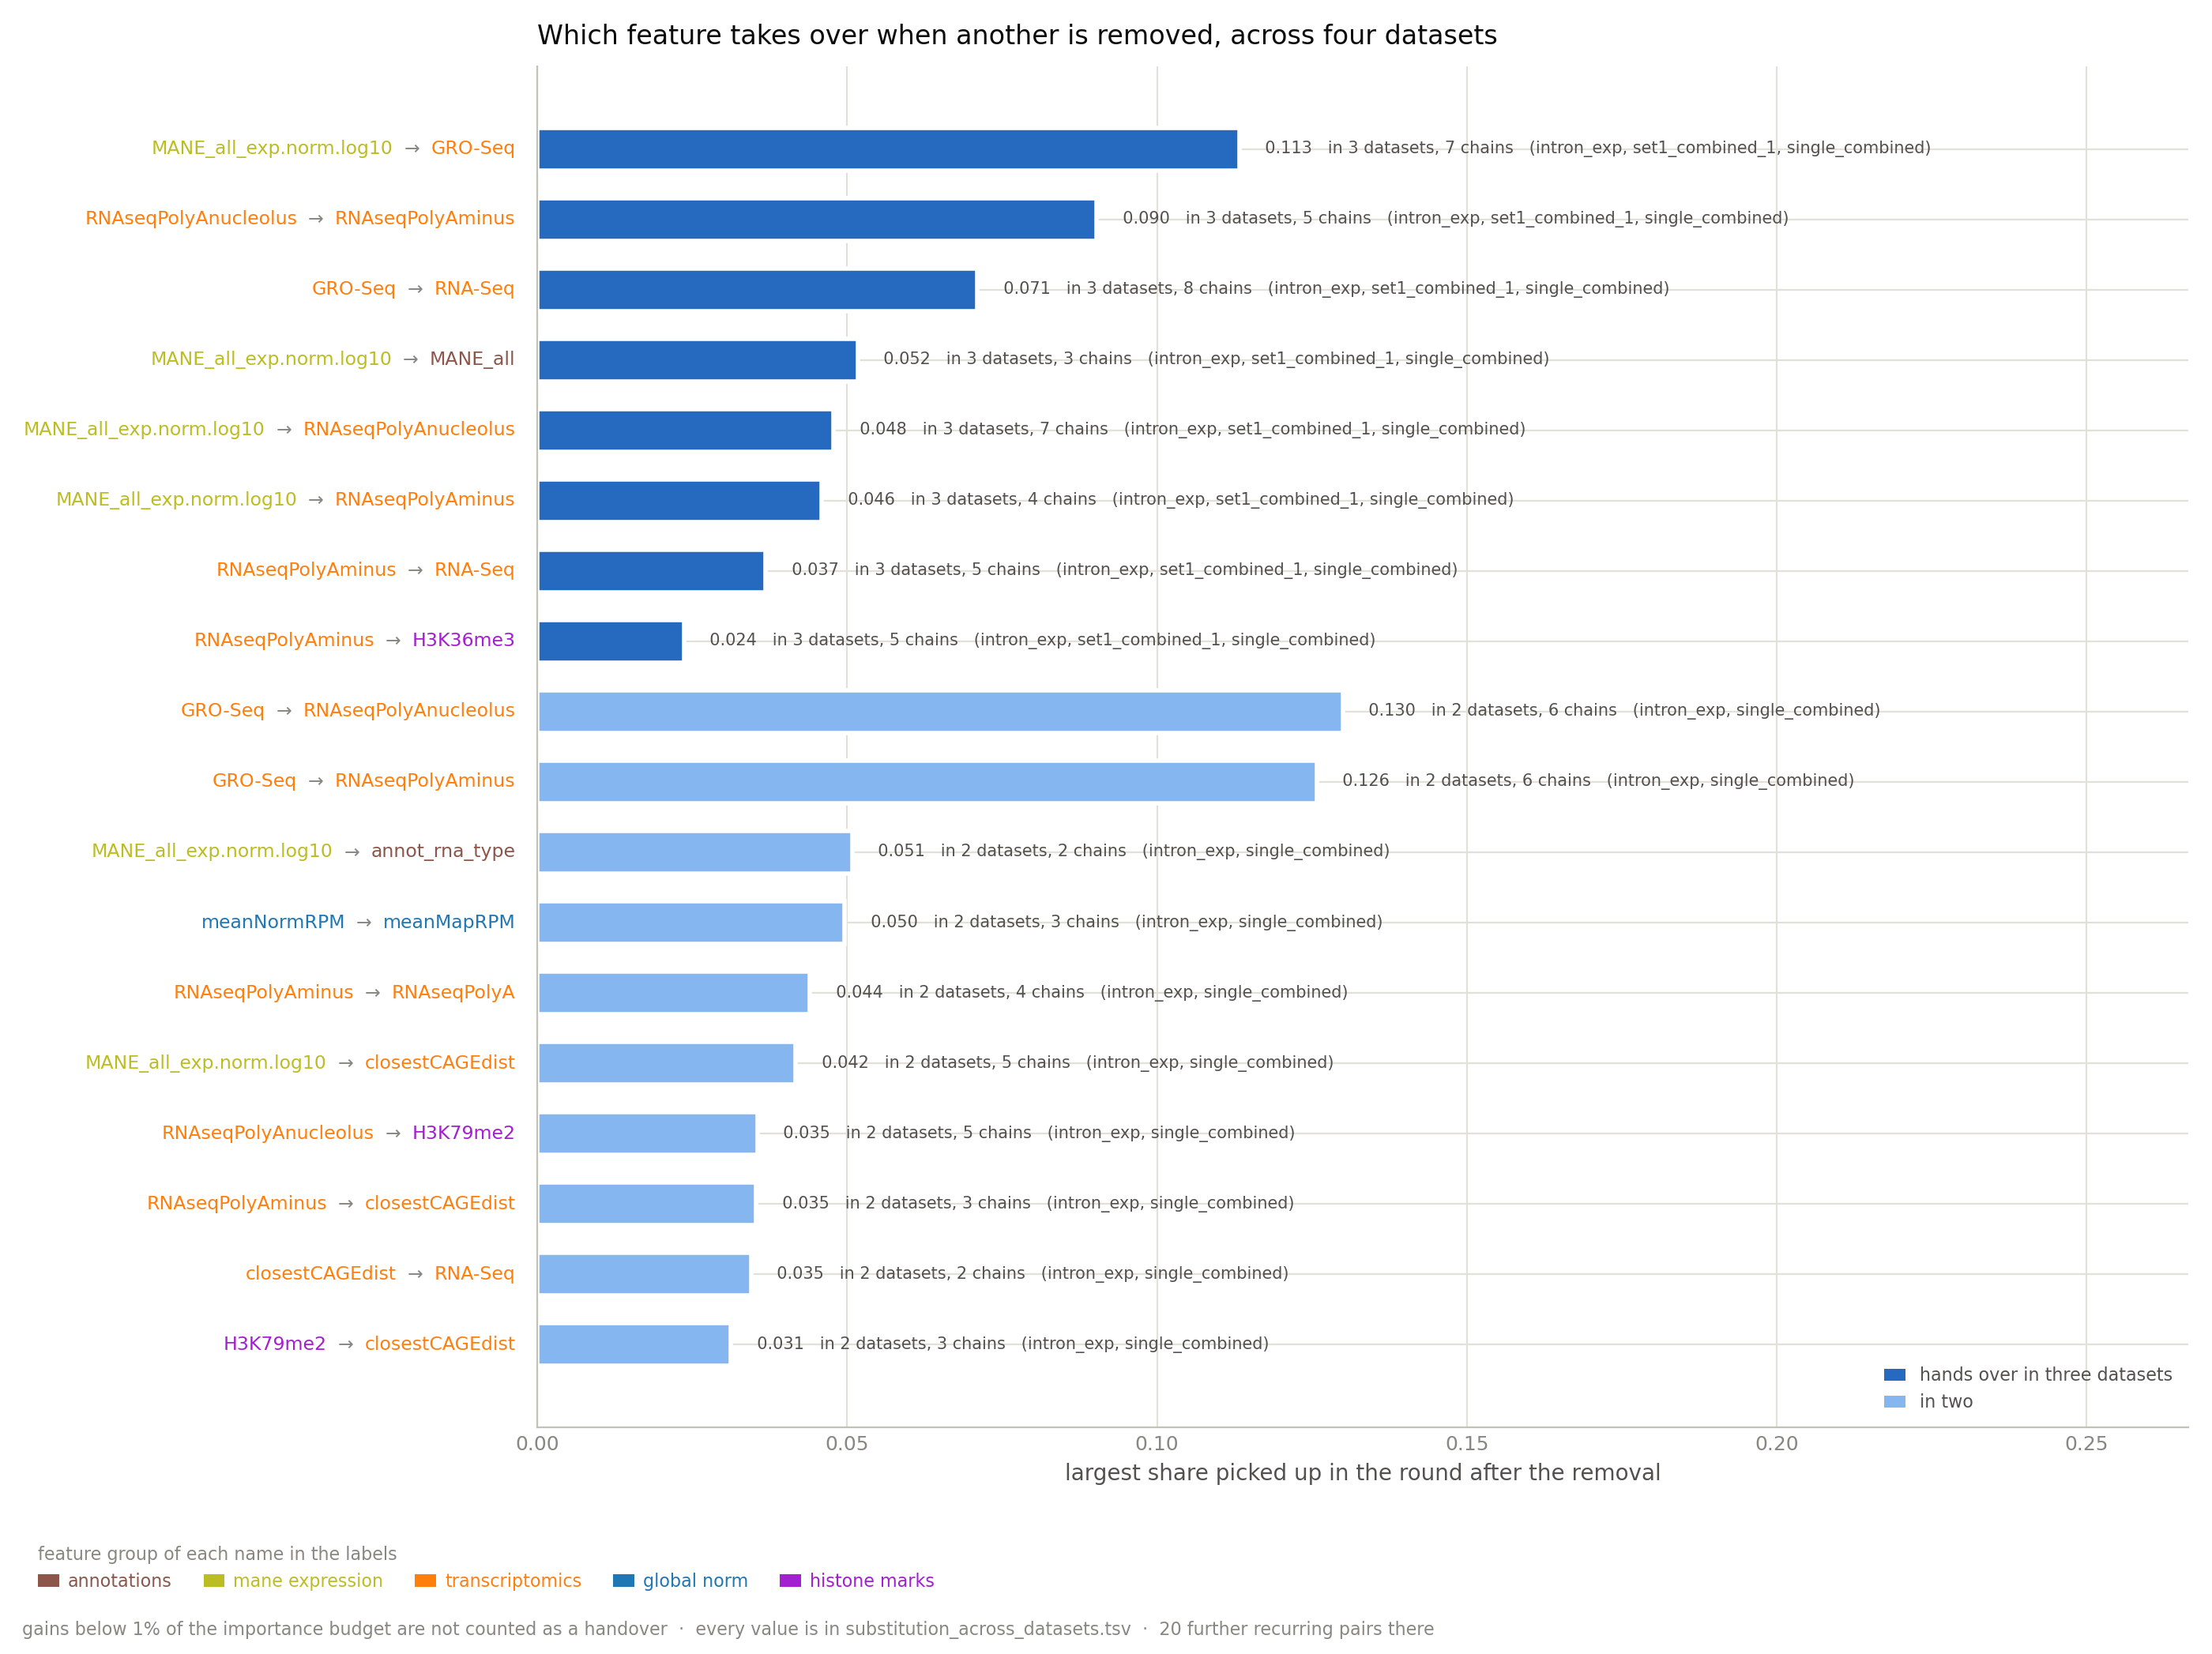 Which feature takes over when another is removed, across four datasets
MANE_all_exp.norm.log10 → GRO-Seq 0.113 in 3 datasets, 7 chains (intron_exp, set1_combined_1, single_combined)
RNAseqPolyAnucleolus → RNAseqPolyAminus 0.090 in 3 datasets, 5 chains (intron_exp, set1_combined_1, single_combined)
GRO-Seq → RNA-Seq 0.071 in 3 datasets, 8 chains (intron_exp, set1_combined_1, single_combined)
MANE_all_exp.norm.log10 → MANE_all 0.052 in 3 datasets, 3 chains (intron_exp, set1_combined_1, single_combined)
MANE_all_exp.norm.log10 → RNAseqPolyAnucleolus 0.048 in 3 datasets, 7 chains (intron_exp, set1_combined_1, single_combined)
MANE_all_exp.norm.log10 → RNAseqPolyAminus 0.046 in 3 datasets, 4 chains (intron_exp, set1_combined_1, single_combined)
RNAseqPolyAminus → RNA-Seq 0.037 in 3 datasets, 5 chains (intron_exp, set1_combined_1, single_combined)
RNAseqPolyAminus → H3K36me3 0.024 in 3 datasets, 5 chains (intron_exp, set1_combined_1, single_combined)
GRO-Seq → RNAseqPolyAnucleolus 0.130 in 2 datasets, 6 chains (intron_exp, single_combined)
GRO-Seq → RNAseqPolyAminus 0.126 in 2 datasets, 6 chains (intron_exp, single_combined)
MANE_all_exp.norm.log10 → annot_rna_type 0.051 in 2 datasets, 2 chains (intron_exp, single_combined)
meanNormRPM → meanMapRPM 0.050 in 2 datasets, 3 chains (intron_exp, single_combined)
RNAseqPolyAminus → RNAseqPolyA 0.044 in 2 datasets, 4 chains (intron_exp, single_combined)
MANE_all_exp.norm.log10 → closestCAGEdist 0.042 in 2 datasets, 5 chains (intron_exp, single_combined)
RNAseqPolyAnucleolus → H3K79me2 0.035 in 2 datasets, 5 chains (intron_exp, single_combined)
RNAseqPolyAminus → closestCAGEdist 0.035 in 2 datasets, 3 chains (intron_exp, single_combined)
closestCAGEdist → RNA-Seq 0.035 in 2 datasets, 2 chains (intron_exp, single_combined)
H3K79me2 → closestCAGEdist 0.031 in 2 datasets, 3 chains (intron_exp, single_combined)
hands over in three datasets
in two
0.00 0.05 0.10 0.15 0.20 0.25
largest share picked up in the round after the removal
feature group of each name in the labels
annotations mane expression transcriptomics global norm histone marks
gains below 1% of the importance budget are not counted as a handover · every value is in substitution_across_datasets.tsv · 20 further recurring pairs there